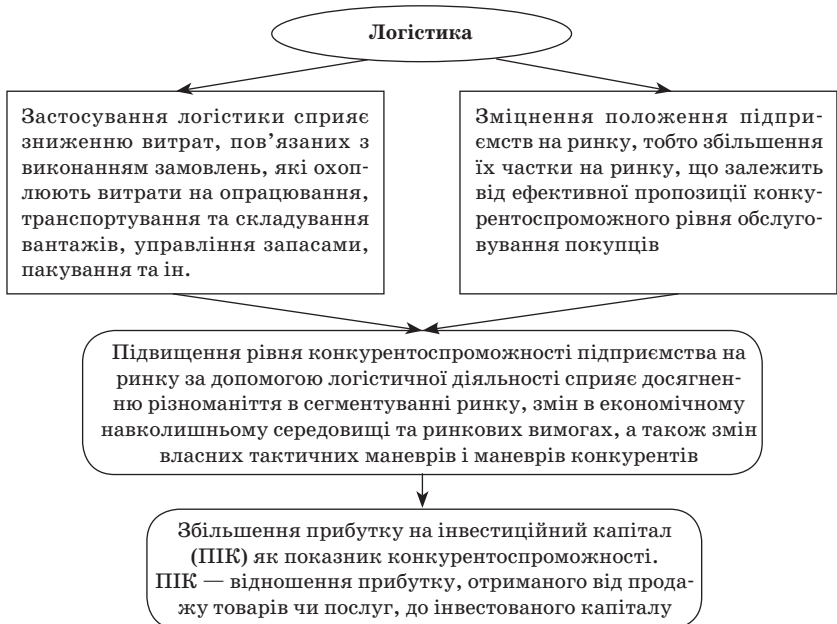 Логістика
Застосування логістики сприяє
зниженню витрат, пов’язаних з
виконанням замовлень, які охоп-
люють витрати на опрацювання,
транспортування та складування
вантажів, управління запасами,
пакування та ін.
Зміцнення положення підпри-
ємств на ринку, тобто збільшення
їх частки на ринку, що залежить
від ефективної пропозиції конку-
рентоспроможного рівня обслуго-
вування покупців
Підвищення рівня конкурентоспроможності підприємства на
ринку за допомогою логістичної діяльності сприяє досягнен-
ню різноманіття в сегментуванні ринку, змін в економічному
навколишньому середовищі та ринкових вимогах, а також змін
власних тактичних маневрів і маневрів конкурентів
Збільшення прибутку на інвестиційний капітал
(ПІК) як показник конкурентоспроможності.
ПІК — відношення прибутку, отриманого від прода-
жу товарів чи послуг, до інвестованого капіталу